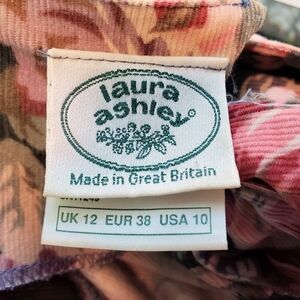 laura
ashley®
Made in Great Britain
UK 12 EUR 38 USA 10